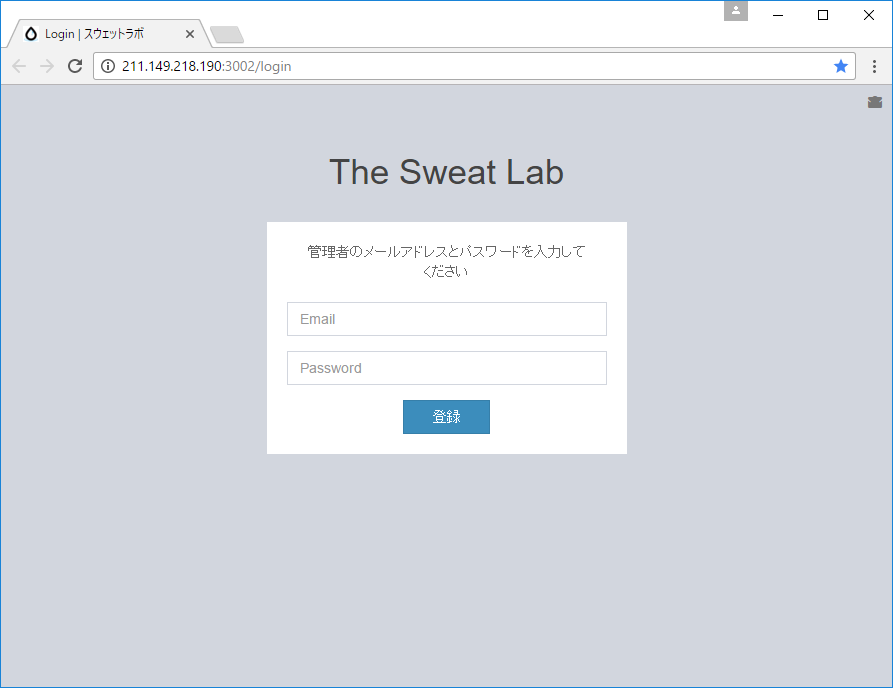 Login | スウェットラボ
211.149.218.190:3002/login
The Sweat Lab
管理者のメールアドレスとパスワードを入力して
ください
Email
Password
登録